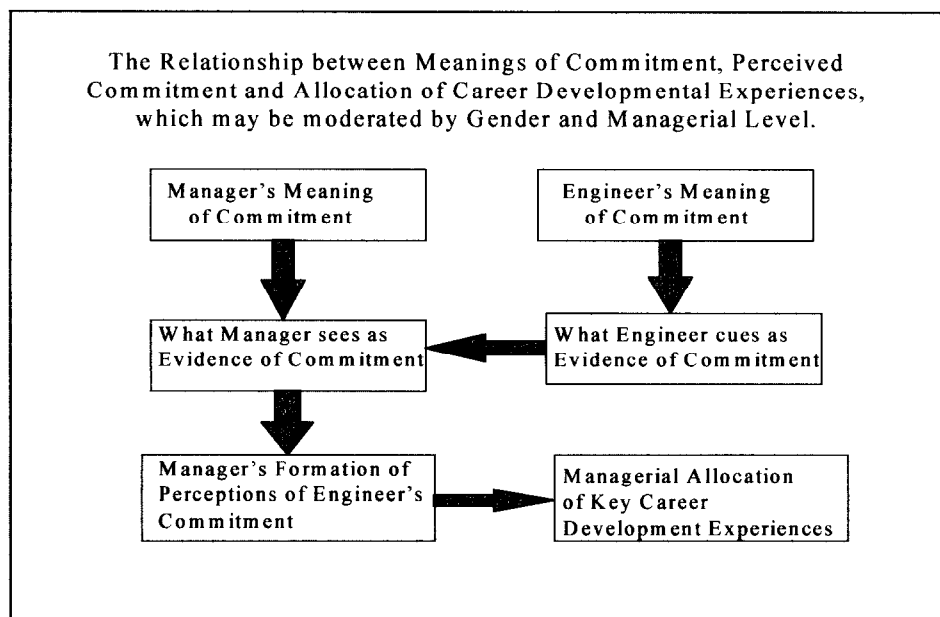 The Relationship between Meanings of Commitment, Perceived
Commitment and Allocation of Career Developmental Experiences,
which may be moderated by Gender and Managerial Level.
Manager's Meaning
of Commitment
Engineer's Meaning
of Commitment
What Manager sees as
Evidence of Commitment
What Engineer cues as
Evidence of Commitment
Manager's Formation of
Perceptions of Engineer's
Commitment
Managerial Allocation
of Key Career
Development Experiences